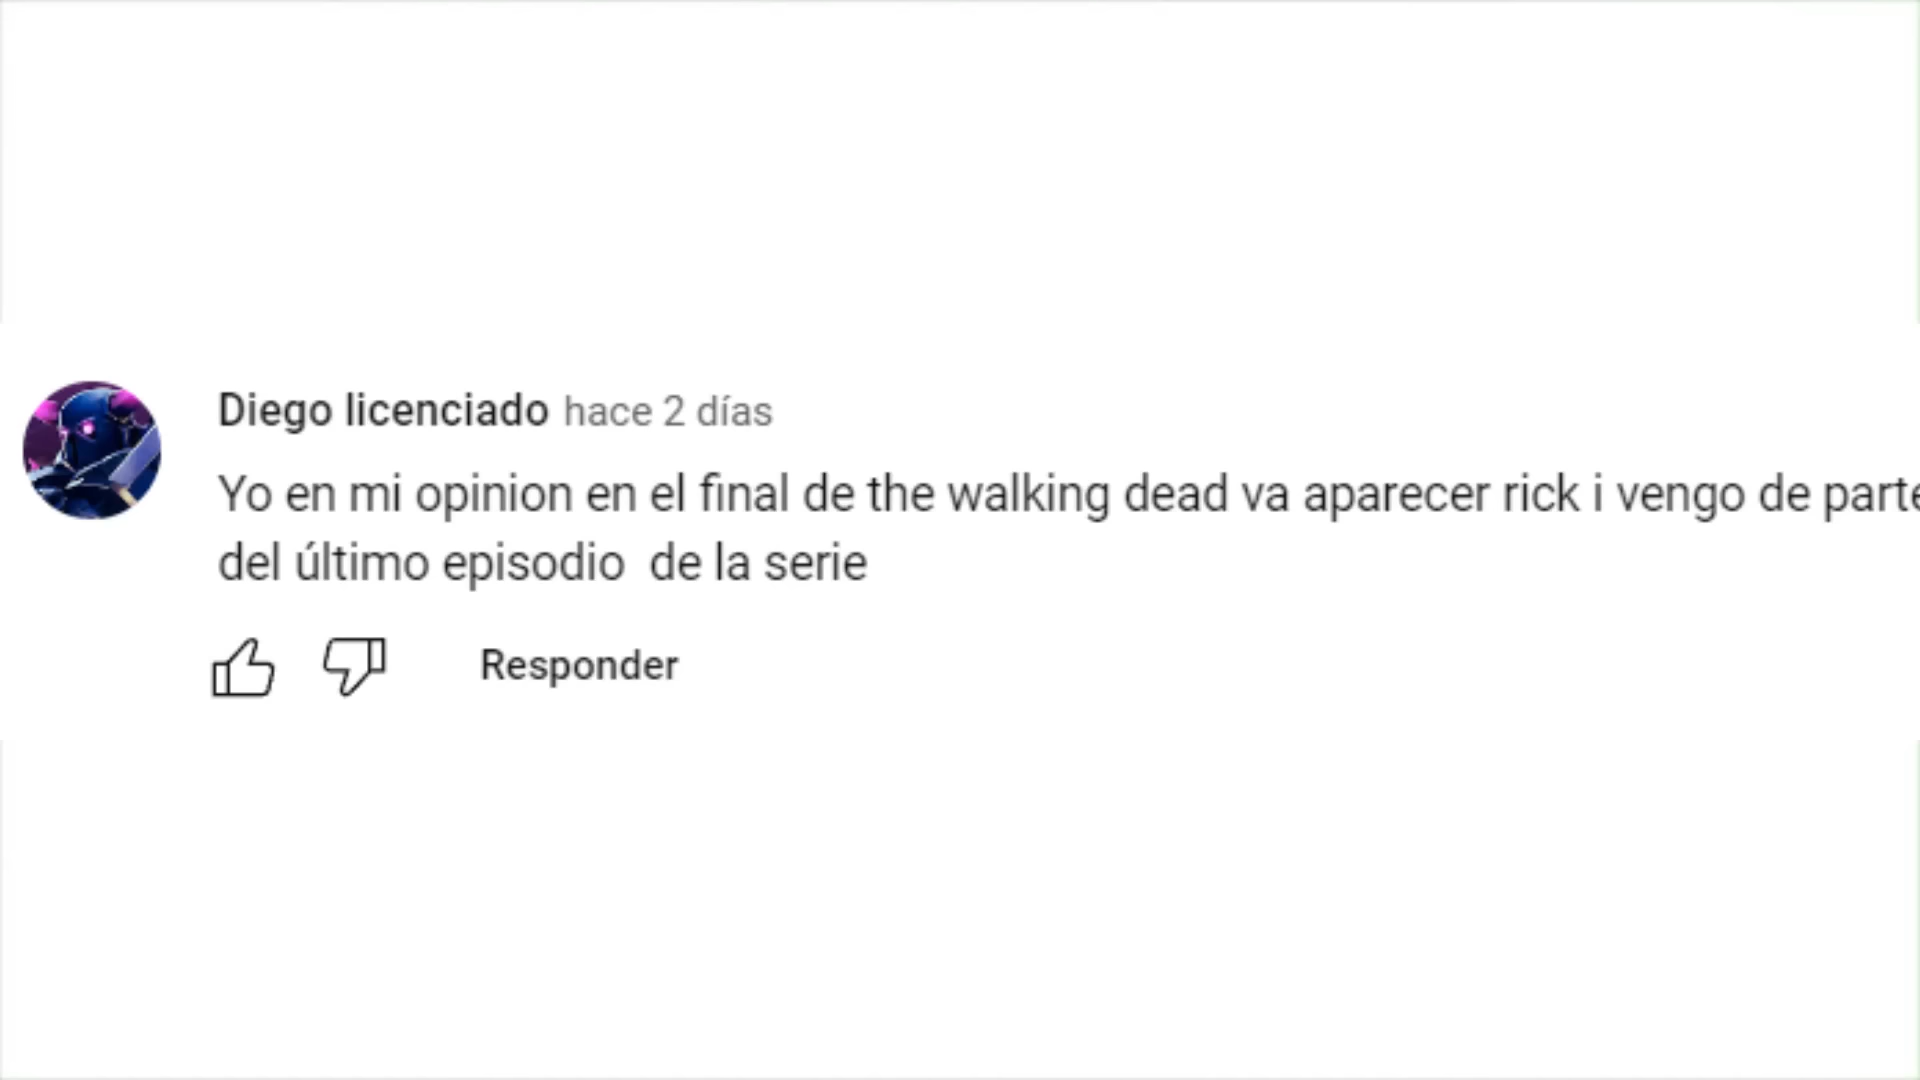 Diego licenciado hace 2 días
Yo en mi opinion en el final de the walking dead va aparecer rick i vengo de parte
del último episodio  de la serie
Responder